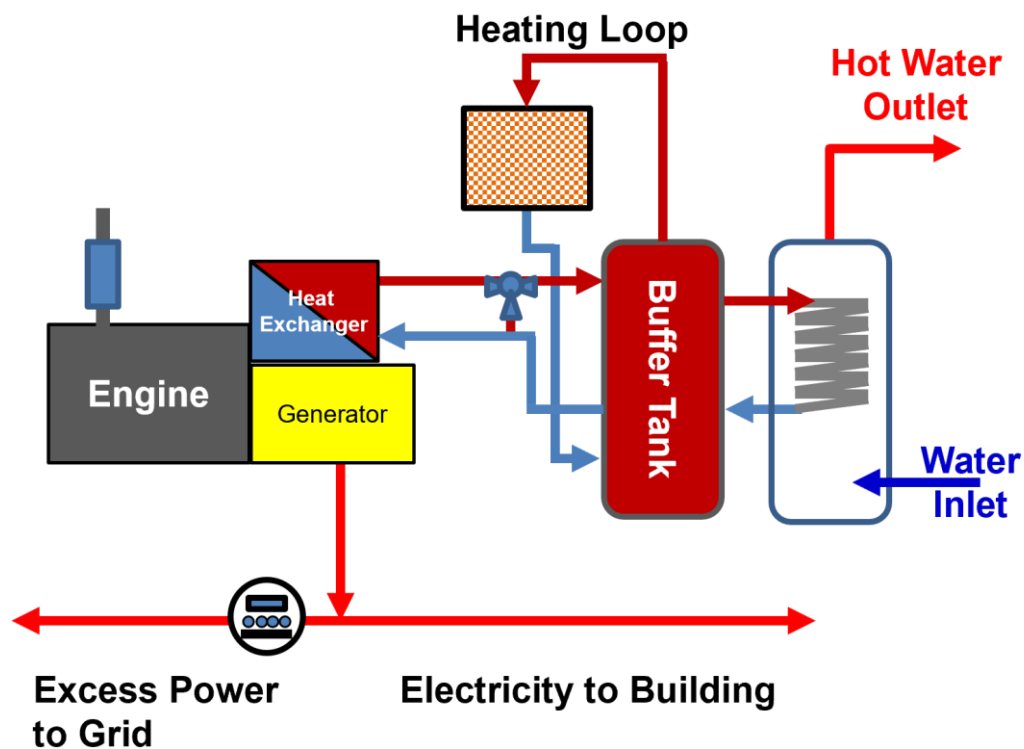 Heating Loop
Hot Water
Outlet
Heat
Exchanger
Buffer Tank
Engine
Generator
Water
Inlet
Excess Power
to Grid
Electricity to Building